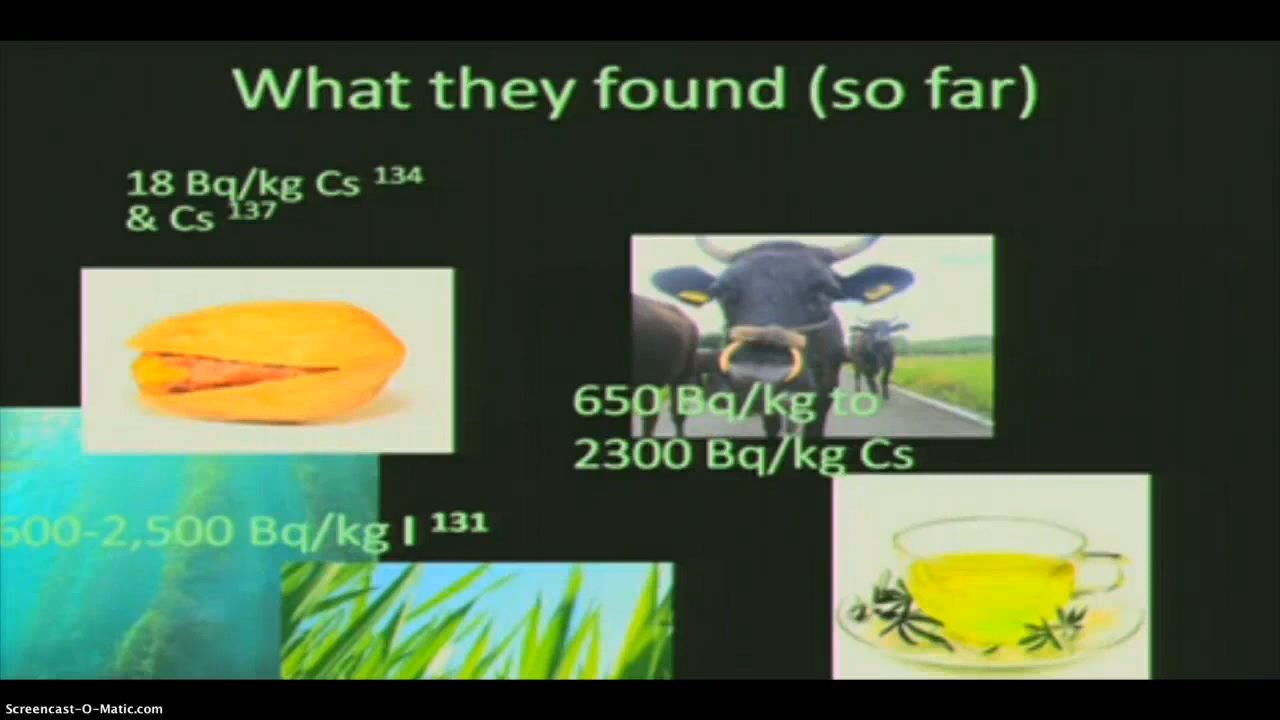 What they found (so far)
18 Bq/kg Cs ¹³⁴
& Cs ¹³⁷
650 Bq/kg to
2300 Bq/kg Cs
600-2,500 Bq/kg I ¹³¹
Screencast-O-Matic.com